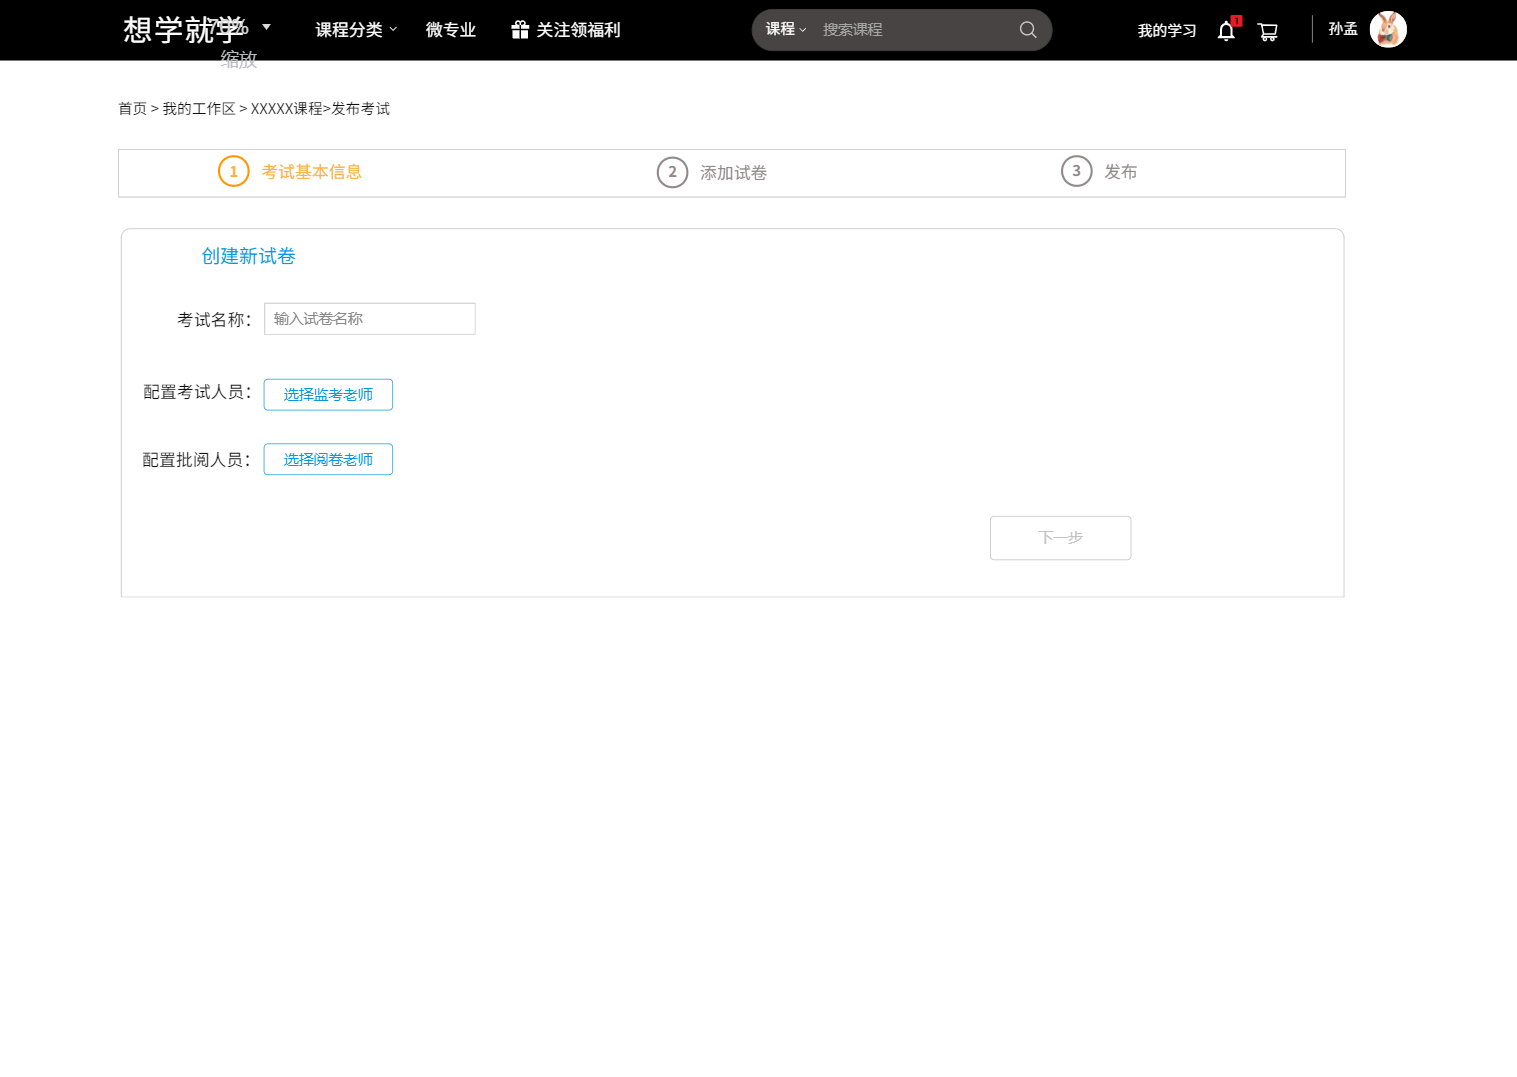 想学就学
缩放
课程分类
微专业
关注领福利
课程
搜索课程
我的学习
1
孙孟
首页 > 我的工作区 > XXXXX课程>发布考试
1 考试基本信息
2 添加试卷
3 发布
创建新试卷
考试名称：
输入试卷名称
配置考试人员：
选择监考老师
配置批阅人员：
选择阅卷老师
下一步